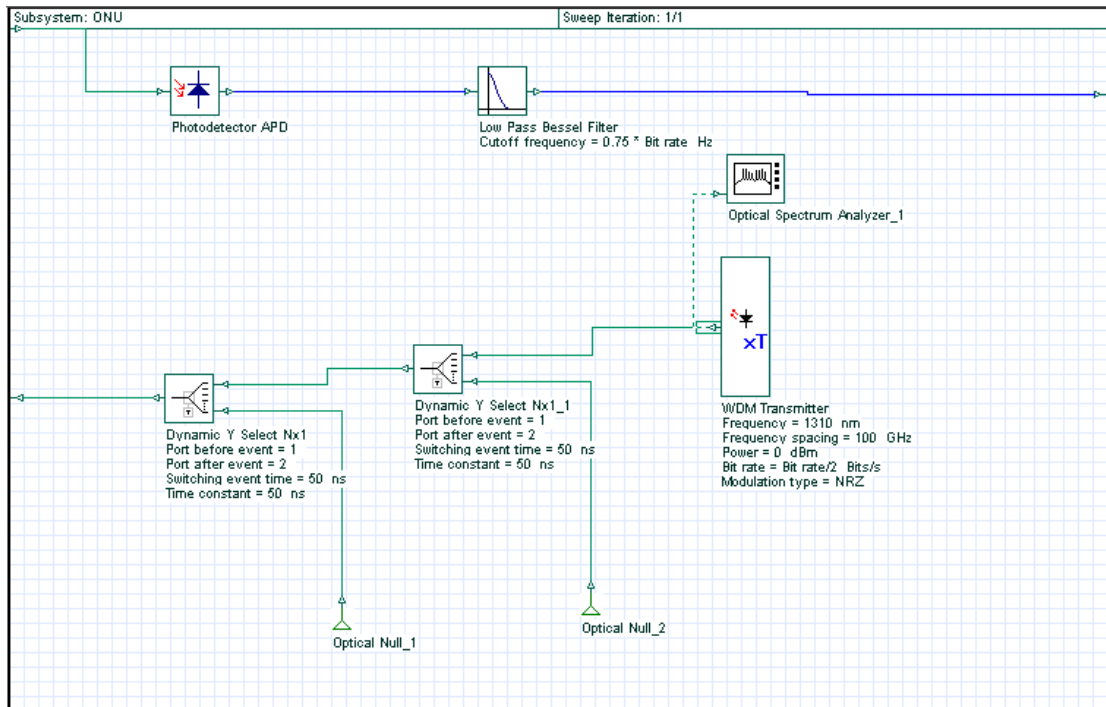 Subsystem: ONU
Sweep Iteration: 1/1
Photodetector APD
Low Pass Bessel Filter
Cutoff frequency = 0.75 * Bit rate Hz
Optical Spectrum Analyzer_1
xT
WDM Transmitter
Frequency = 1310 nm
Frequency spacing = 100 GHz
Power = 0 dBm
Bit rate = Bit rate/2 Bits/s
Modulation type = NRZ
Dynamic Y Select Nx1_1
Port before event = 1
Port after event = 2
Switching event time = 50 ns
Time constant = 50 ns
Dynamic Y Select Nx1
Port before event = 1
Port after event = 2
Switching event time = 50 ns
Time constant = 50 ns
Optical Null_2
Optical Null_1